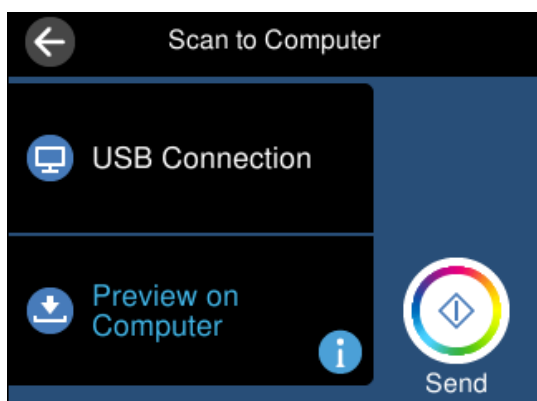 Scan to Computer
USB Connection
Preview on
Computer
i
Send